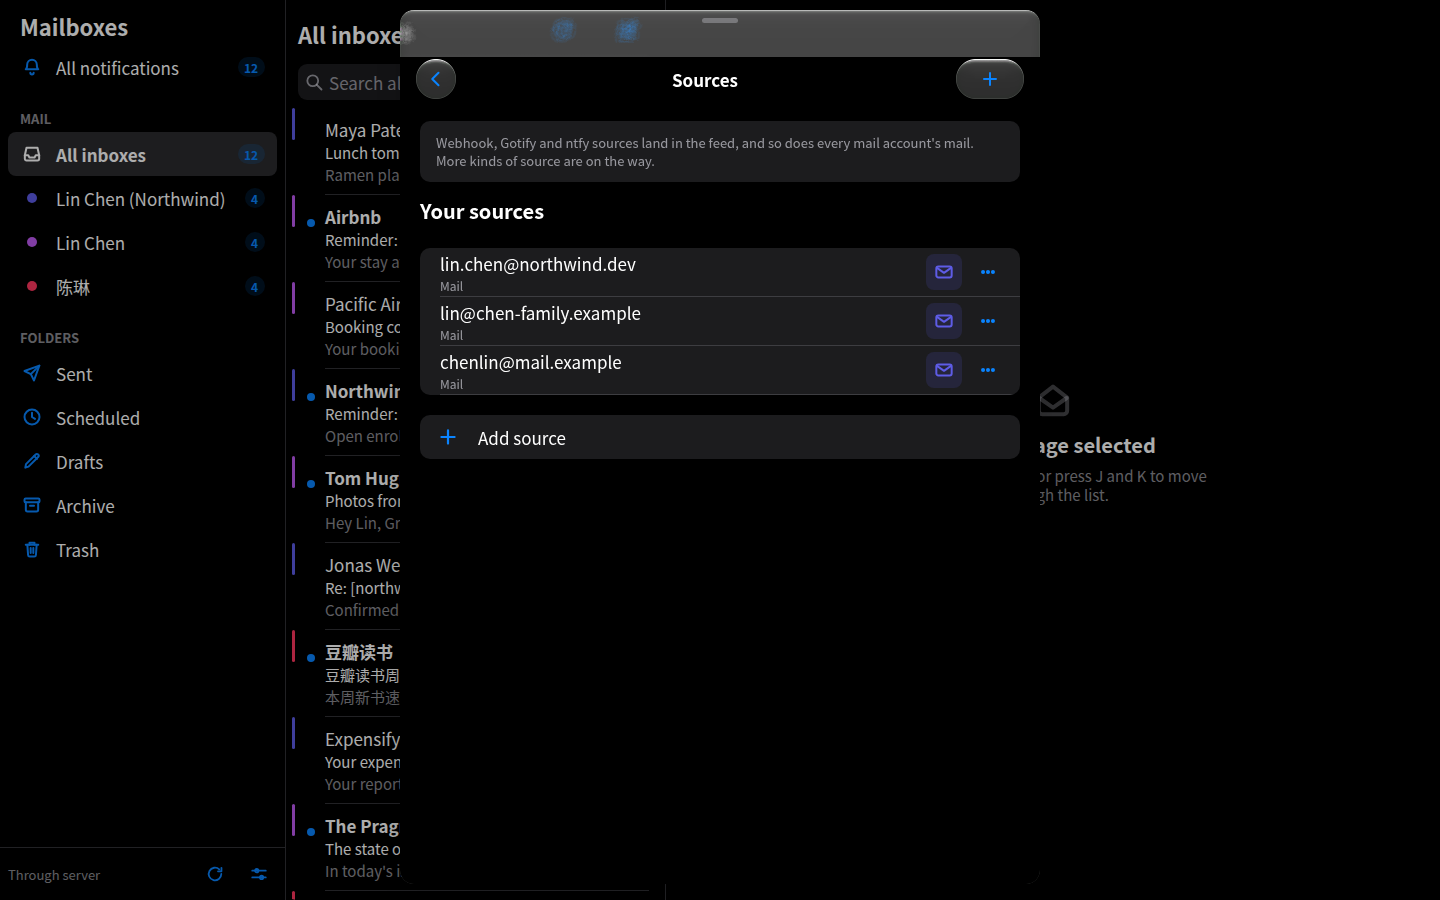 Mailboxes
All notifications
12
MAIL
All inboxes
12
Lin Chen (Northwind)
4
Lin Chen
4
陈琳
4
FOLDERS
Sent
Scheduled
Drafts
Archive
Trash
Through server
All inboxe
Search al
Maya Pate
Lunch tom
Ramen pla
Airbnb
Reminder:
Your stay a
Pacific Air
Booking co
Your booki
Northwin
Reminder:
Open enro
Tom Hug
Photos fro
Hey Lin, Gr
Jonas We
Re: [northw
Confirmed
豆瓣读书
豆瓣读书周
本周新书速
Expensify
Your expen
Your report
The Prag
The state o
In today's i
Sources
Webhook, Gotify and ntfy sources land in the feed, and so does every mail account's mail.
More kinds of source are on the way.
Your sources
lin.chen@northwind.dev
Mail
lin@chen-family.example
Mail
chenlin@mail.example
Mail
Add source
age selected
or press J and K to move
gh the list.